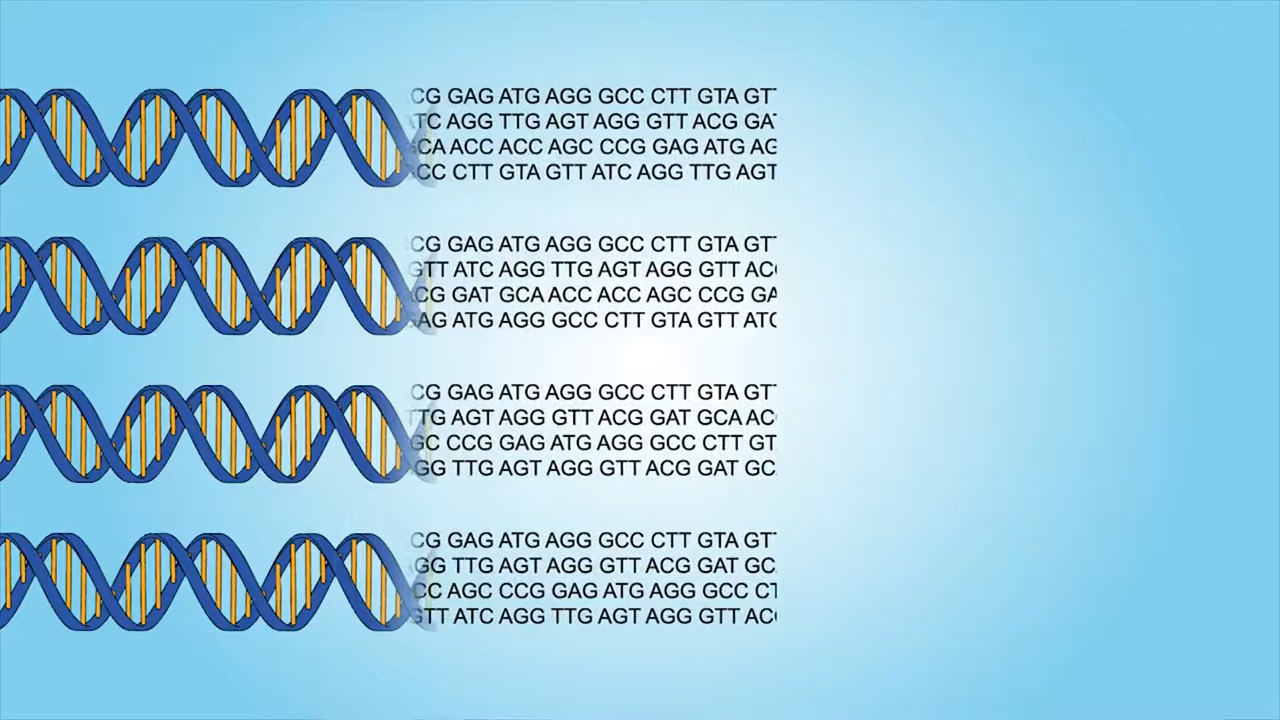 CG GAG ATG AGG GCC CTT GTA GT
TC AGG TTG AGT AGG GTT ACG GA
CA ACC ACC AGC CCG GAG ATG AG
CC CTT GTA GTT ATC AGG TTG AGT
CG GAG ATG AGG GCC CTT GTA GT
GTT ATC AGG TTG AGT AGG GTT AC
CG GAT GCA ACC ACC AGC CCG GA
AG ATG AGG GCC CTT GTA GTT ATC
CG GAG ATG AGG GCC CTT GTA GT
TTG AGT AGG GTT ACG GAT GCA AC
GC CCG GAG ATG AGG GCC CTT GT
GG TTG AGT AGG GTT ACG GAT GC
CG GAG ATG AGG GCC CTT GTA GT
GG TTG AGT AGG GTT ACG GAT GC
CC AGC CCG GAG ATG AGG GCC CT
GTT ATC AGG TTG AGT AGG GTT AC